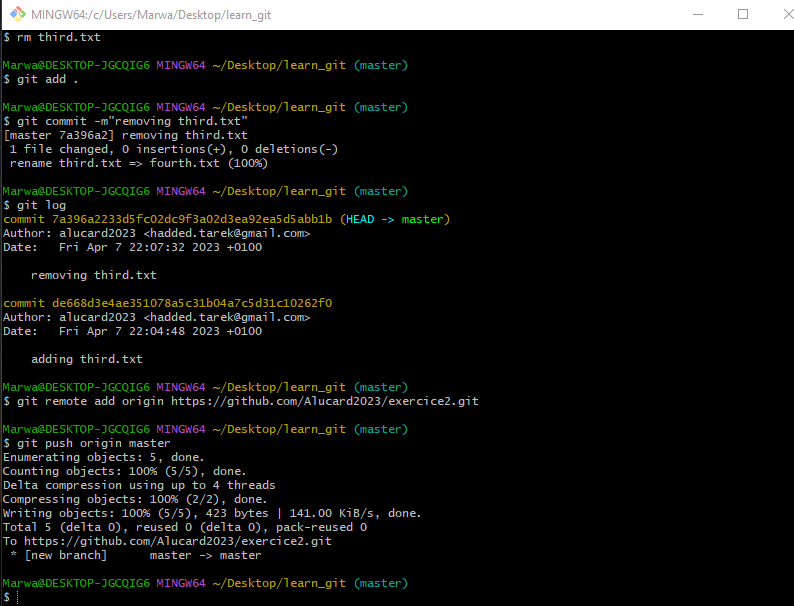 MINGW64:/c/Users/Marwa/Desktop/learn_git
$ rm third.txt
Marwa@DESKTOP-JGCQIG6 MINGW64 ~/Desktop/learn_git (master)
$ git add .
Marwa@DESKTOP-JGCQIG6 MINGW64 ~/Desktop/learn_git (master)
$ git commit -m"removing third.txt"
[master 7a396a2] removing third.txt
 1 file changed, 0 insertions(+), 0 deletions(-)
 rename third.txt => fourth.txt (100%)
Marwa@DESKTOP-JGCQIG6 MINGW64 ~/Desktop/learn_git (master)
$ git log
commit 7a396a2233d5fc02dc9f3a02d3ea92ea5d5abb1b (HEAD -> master)
Author: alucard2023 <hadded.tarek@gmail.com>
Date:   Fri Apr 7 22:07:32 2023 +0100
    removing third.txt
commit de668d3e4ae351078a5c31b04a7c5d31c10262f0
Author: alucard2023 <hadded.tarek@gmail.com>
Date:   Fri Apr 7 22:04:48 2023 +0100
    adding third.txt
Marwa@DESKTOP-JGCQIG6 MINGW64 ~/Desktop/learn_git (master)
$ git remote add origin https://github.com/Alucard2023/exercice2.git
Marwa@DESKTOP-JGCQIG6 MINGW64 ~/Desktop/learn_git (master)
$ git push origin master
Enumerating objects: 5, done.
Counting objects: 100% (5/5), done.
Delta compression using up to 4 threads
Compressing objects: 100% (2/2), done.
Writing objects: 100% (5/5), 423 bytes | 141.00 KiB/s, done.
Total 5 (delta 0), reused 0 (delta 0), pack-reused 0
To https://github.com/Alucard2023/exercice2.git
 * [new branch]      master -> master
Marwa@DESKTOP-JGCQIG6 MINGW64 ~/Desktop/learn_git (master)
$